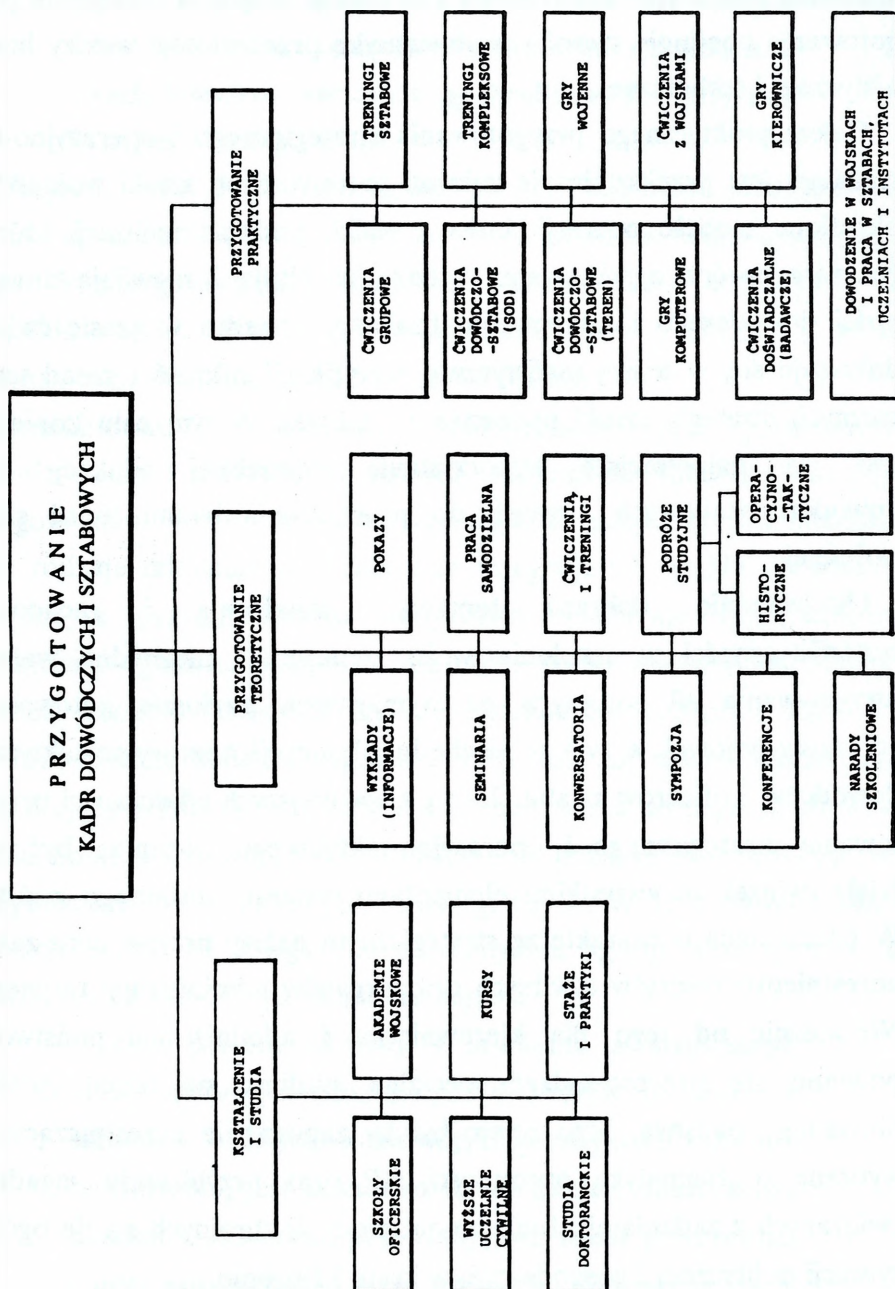 PRZYGOTOWANIE
KADR DOWÓDCZYCH I SZTABOWYCH
KSZTAŁCENIE
I STUDIA
SZKOŁY
OFICERSKIE
AKADEMIE
WOJSKOWE
WYŻSZE
UCZELNIE
CYWILNE
KURSY
STUDIA
DOKTORANCKIE
STAŻE
I PRAKTYKI
PRZYGOTOWANIE
TEORETYCZNE
WYKŁADY
(INFORMACJE)
POKAZY
SEMINARIA
PRACA
SAMODZIELNA
KONWERSATORIA
ĆWICZENIA
I TRENINGI
SYMPOZJA
PODRÓŻE
STUDYJNE
KONFERENCJE
HISTO-
RYCZNE
OPERA-
CYJNO-
-TAK-
TYCZNE
NARADY
SZKOLENIOWE
PRZYGOTOWANIE
PRAKTYCZNE
ĆWICZENIA
GRUPOWE
TRENINGI
SZTABOWE
ĆWICZENIA
DOWÓDCZO-
-SZTABOWE
(SOD)
TRENINGI
KOMPLEKSOWE
ĆWICZENIA
DOWÓDCZO-
-SZTABOWE
(TEREN)
GRY
WOJENNE
GRY
KOMPUTEROWE
ĆWICZENIA
Z WOJSKAMI
ĆWICZENIA
DOŚWIADCZALNE
(BADAWCZE)
GRY
KIEROWNICZE
DOWODZENIE W WOJSKACH
I PRACA W SZTABACH,
UCZELNIACH I INSTYTUTACH